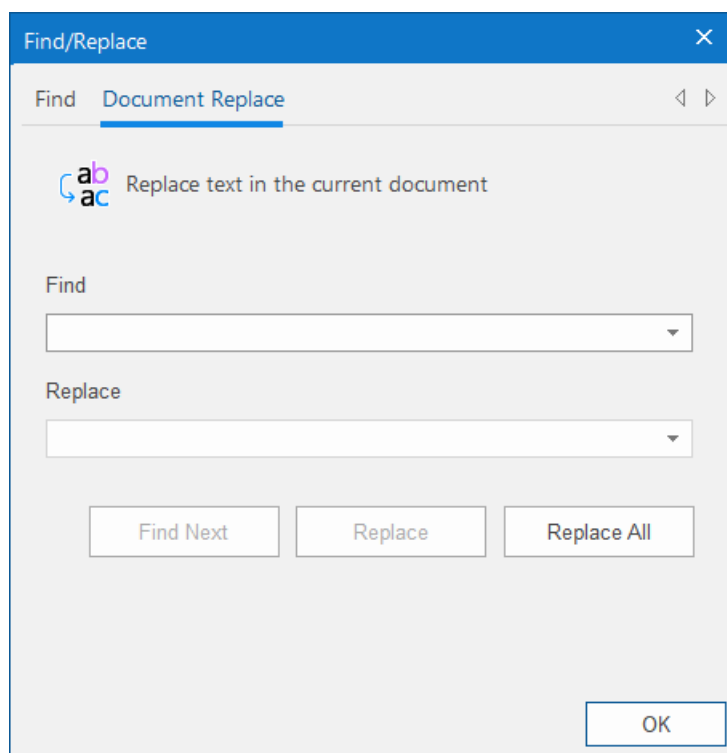 Find/Replace
Find Document Replace
ab
ac
Replace text in the current document
Find
Replace
Find Next Replace Replace All
OK